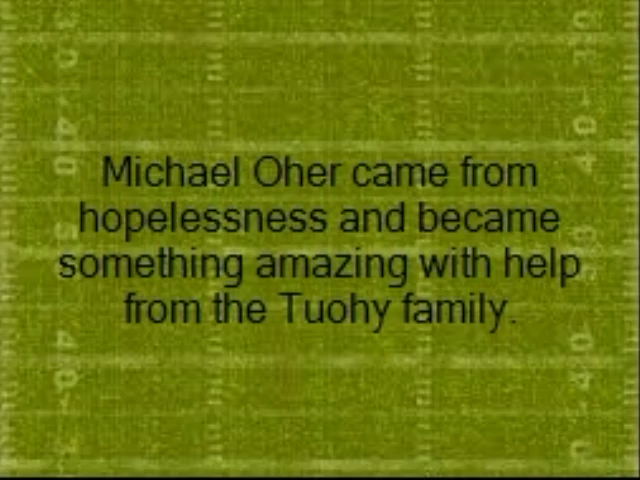 Michael Oher came from
hopelessness and became
something amazing with help
from the Tuohy family.